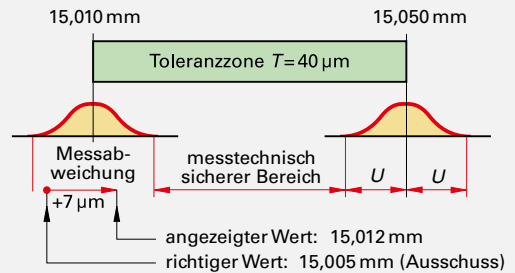 15,010 mm
15,050 mm
Toleranzzone T = 40 µm
Messab-
weichung
messtechnisch
sicherer Bereich
U
U
+7 µm
angezeigter Wert: 15,012 mm
richtiger Wert: 15,005 mm (Ausschuss)